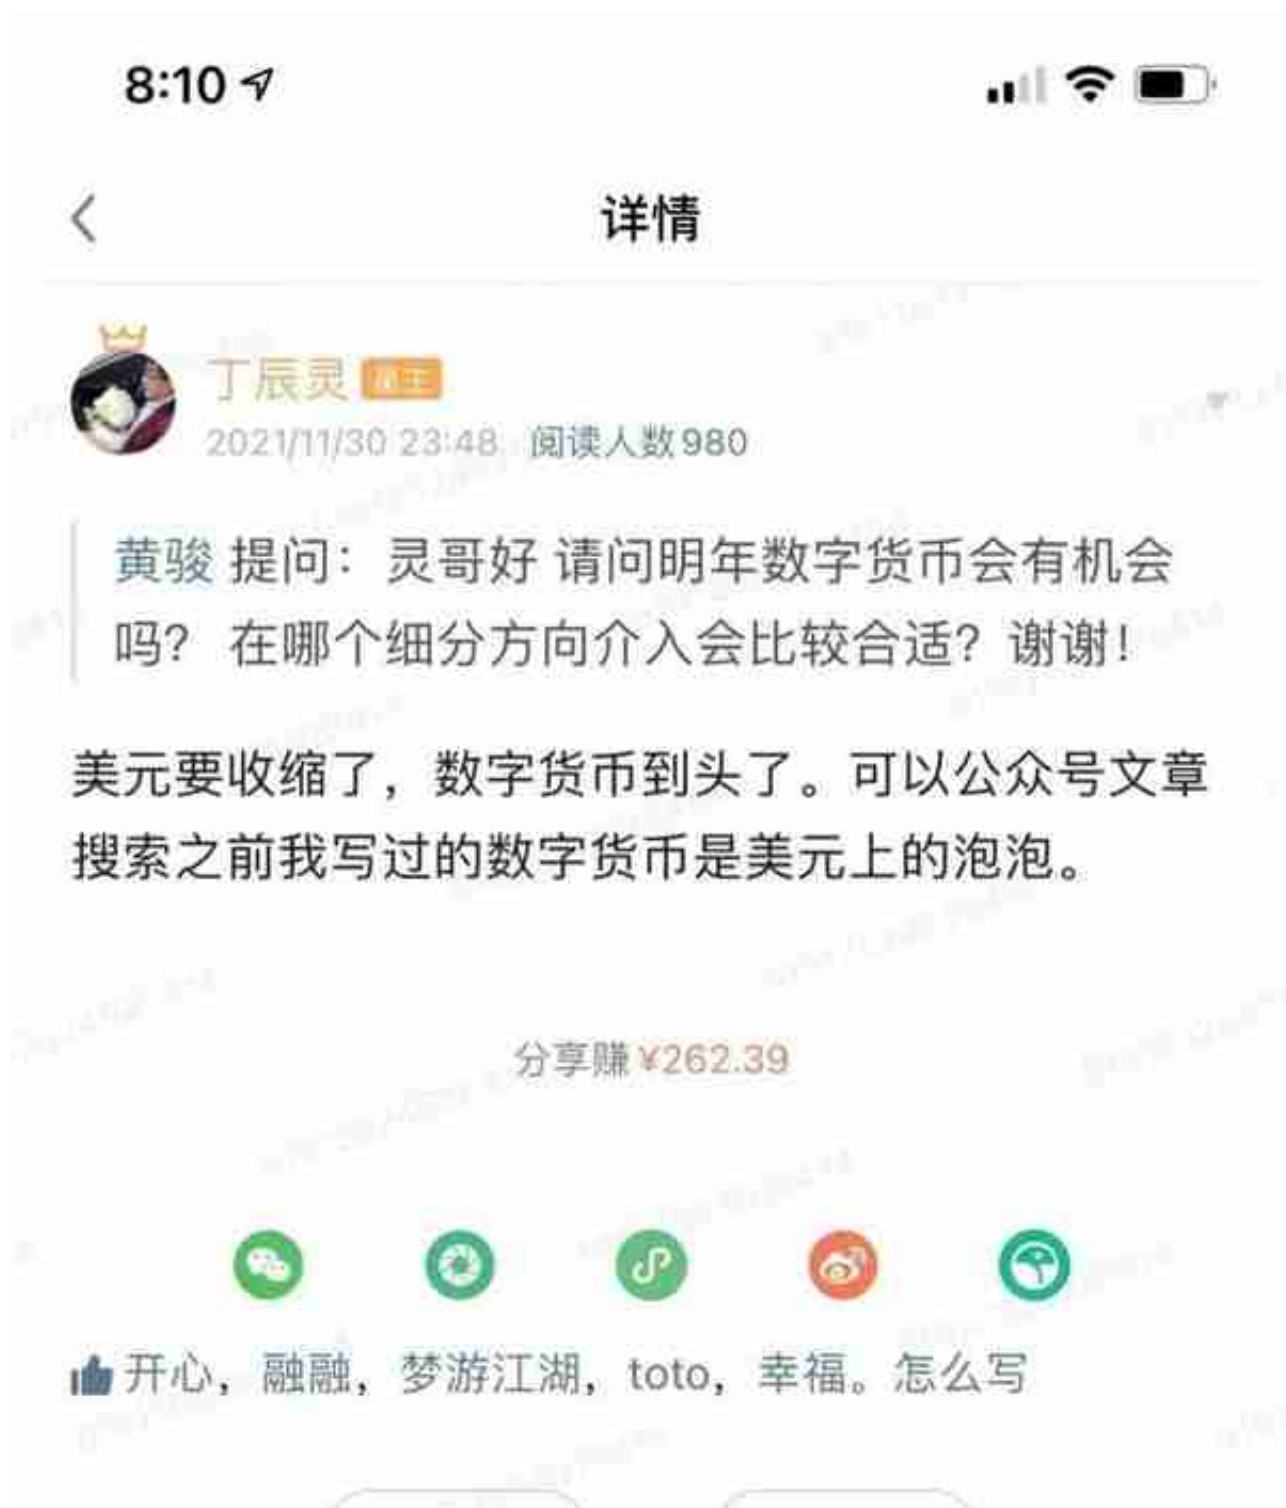 8:10
详情
丁辰灵 星主
2021/11/30 23:48 阅读人数980
黄骏 提问：灵哥好 请问明年数字货币会有机会
吗？ 在哪个细分方向介入会比较合适？谢谢！
美元要收缩了，数字货币到头了。可以公众号文章
搜索之前我写过的数字货币是美元上的泡泡。
分享赚 ¥262.39
开心，融融，梦游江湖，toto，幸福。怎么写